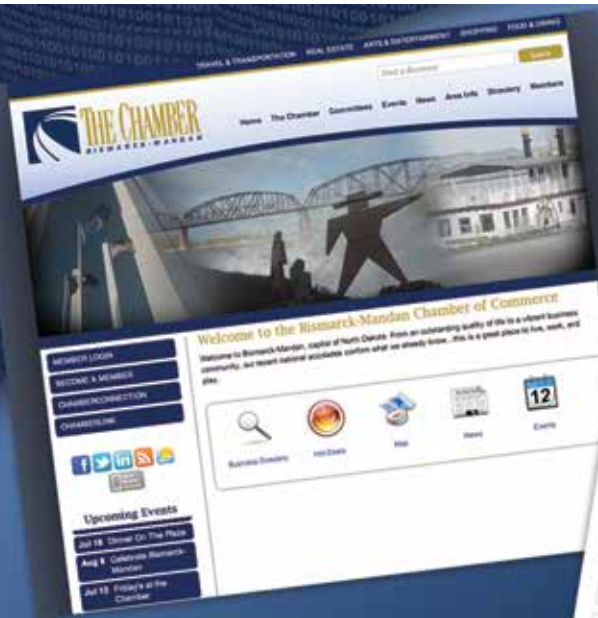 TRAVEL & TRANSPORTATION REAL ESTATE ARTS & ENTERTAINMENT SHOPPING FOOD & DINING
Find a Business
THE CHAMBER
BISMARCK-MANDAN
Home The Chamber Committees Events News Area Info Directory Members
Welcome to the Bismarck-Mandan Chamber of Commerce
Welcome to Bismarck-Mandan, capital of North Dakota. From an outstanding quality of life to a vibrant business
community, our recent national accolades confirm what we already know...this is a great place to live, work, and
play.
MEMBER LOGIN
BECOME A MEMBER
CHAMBERCONNECTION
CHAMBERLINK
Business Directory
Hot Deals
Map
News
12
Events
f in
Upcoming Events
Jul 18 Dinner On The Plaza
Aug 8 Celebrate Bismarck-
Mandan
Jul 13 Friday's at the
Chamber